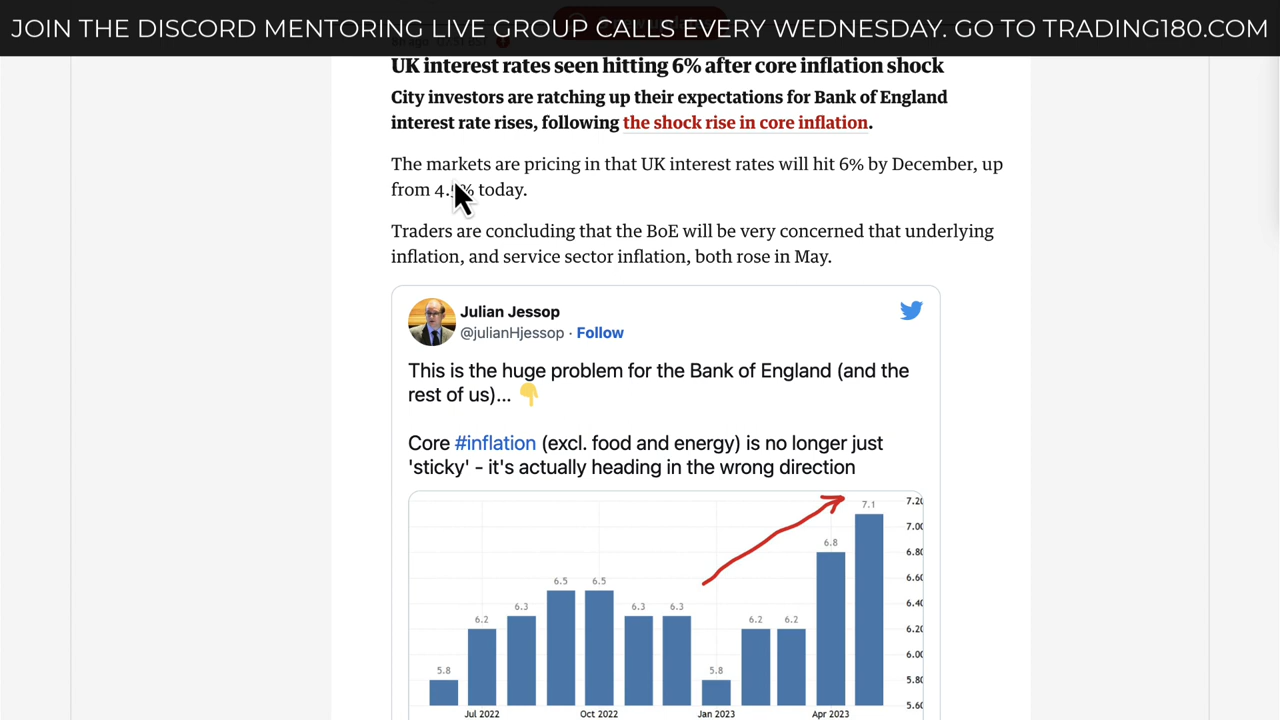 JOIN THE DISCORD MENTORING LIVE GROUP CALLS EVERY WEDNESDAY. GO TO TRADING180.COM
UK interest rates seen hitting 6% after core inflation shock
City investors are ratching up their expectations for Bank of England
interest rate rises, following the shock rise in core inflation.
The markets are pricing in that UK interest rates will hit 6% by December, up
from today.
Traders are concluding that the BoE will be very concerned that underlying
inflation, and service sector inflation, both rose in May.
Julian Jessop
@julianHjessop · Follow
This is the huge problem for the Bank of England (and the
rest of us)... 👇
Core #inflation (excl. food and energy) is no longer just
'sticky' - it's actually heading in the wrong direction
7.1 7.20
7.00
6.8 6.80
6.5 6.5 6.60
6.3 6.3 6.3 6.40
6.2 6.2 6.2 6.20
6.00
5.8 5.8 5.80
5.60
Jul 2022 Oct 2022 Jan 2023 Apr 2023